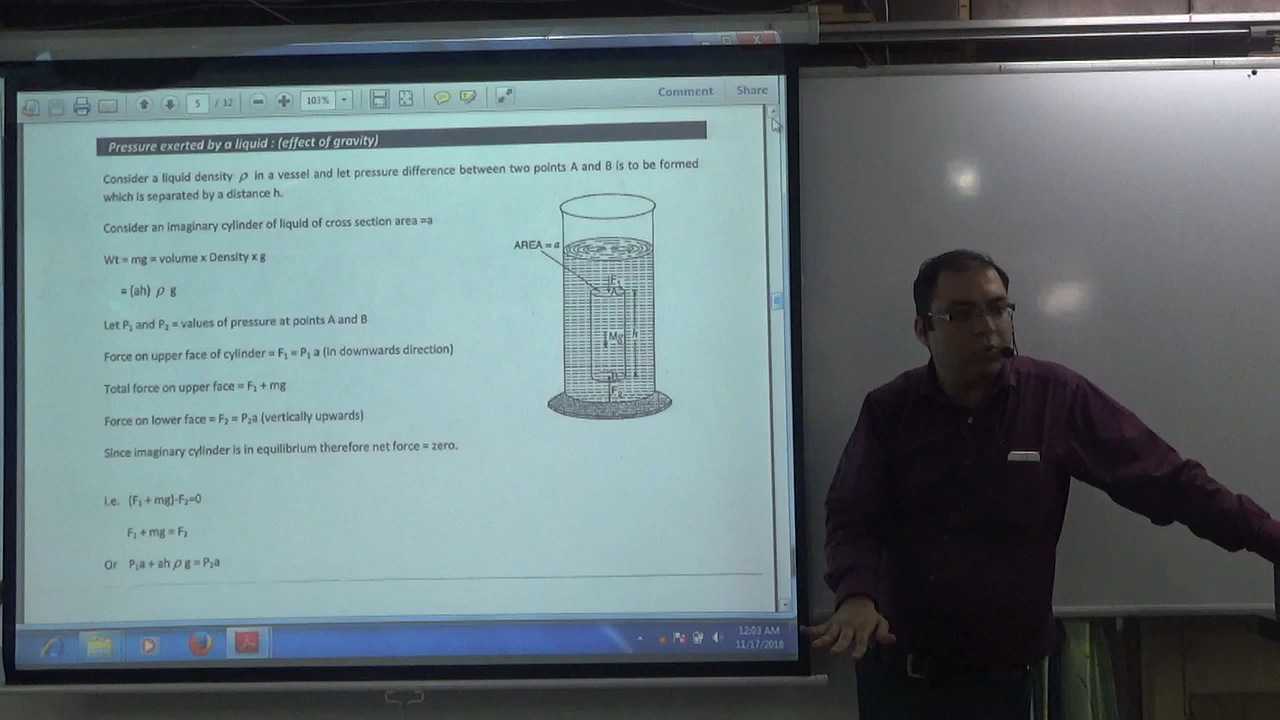 5 / 12
103%
Comment
Share
Pressure exerted by a liquid : (effect of gravity)
Consider a liquid density ρ in a vessel and let pressure difference between two points A and B is to be formed
which is separated by a distance h.
Consider an imaginary cylinder of liquid of cross section area =a
Wt = mg = volume x Density x g
= (ah) ρ g
Let P₁ and P₂ = values of pressure at points A and B
Force on upper face of cylinder = F₁ = P₁ a (in downwards direction)
Total force on upper face = F₁ + mg
Force on lower face = F₂ = P₂a (vertically upwards)
Since imaginary cylinder is in equilibrium therefore net force = zero.
i.e. (F₁ + mg)-F₂=0
F₁ + mg = F₂
Or P₁a + ah ρ g = P₂a
AREA = a
F₁
Mg
h
12:03 AM
11/17/2018